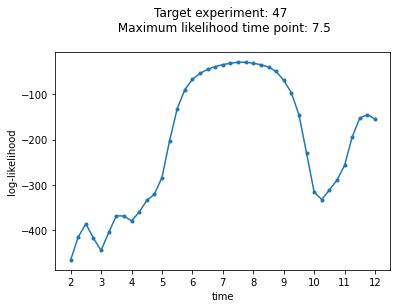 Target experiment: 47
Maximum likelihood time point: 7.5
log-likelihood
−100
−200
−300
−400
2 3 4 5 6 7 8 9 10 11 12
time